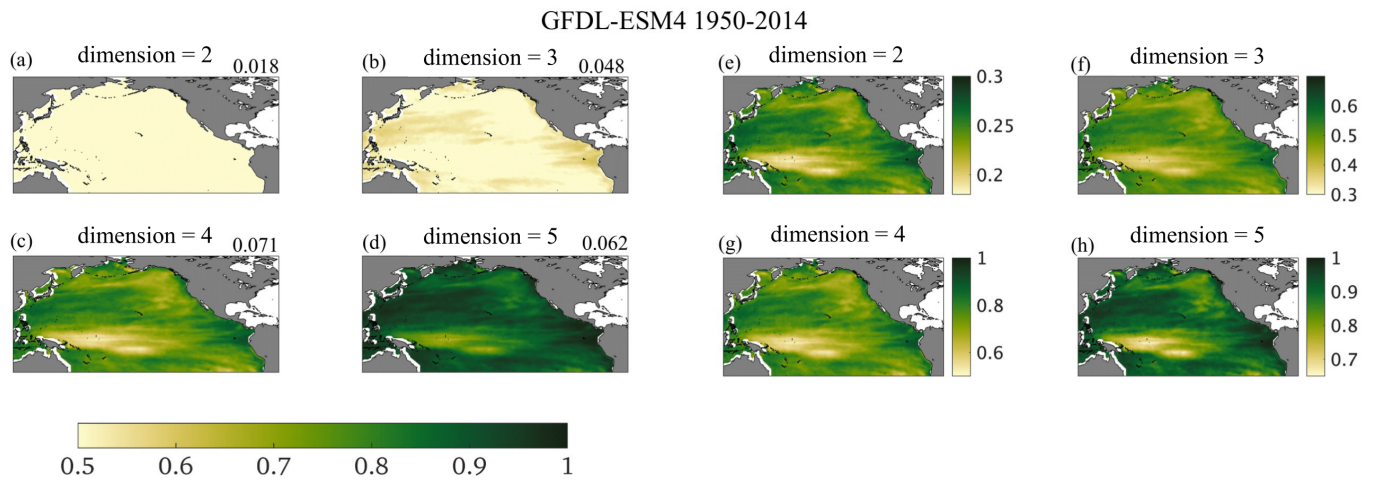 GFDL-ESM4 1950-2014
(a) dimension = 2 0.018
(b) dimension = 3 0.048
(e) dimension = 2
0.3
0.25
0.2
(f) dimension = 3
0.6
0.5
0.4
0.3
(c) dimension = 4 0.071
(d) dimension = 5 0.062
(g) dimension = 4
1
0.8
0.6
(h) dimension = 5
1
0.9
0.8
0.7
0.5 0.6 0.7 0.8 0.9 1